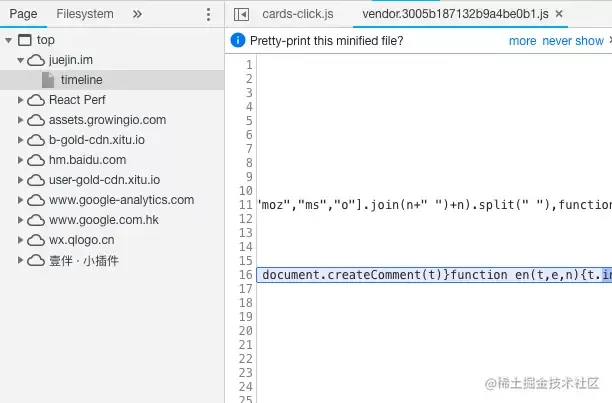 Page Filesystem »
top
juejin.im
timeline
React Perf
assets.growingio.com
b-gold-cdn.xitu.io
hm.baidu.com
user-gold-cdn.xitu.io
www.google-analytics.com
www.google.com.hk
wx.qlogo.cn
壹伴 · 小插件
cards-click.js vendor.3005b187132b9a4be0b1.js ×
Pretty-print this minified file? more never show
1
2
3
4
5
6
7
8
9
10
11 "moz","ms","o"].join(n+" ")+n).split(" "),function
12
13
14
15
16 document.createComment(t)}function en(t,e,n){t.in
17
18
19
20
21
22
23
24
25
@稀土掘金技术社区